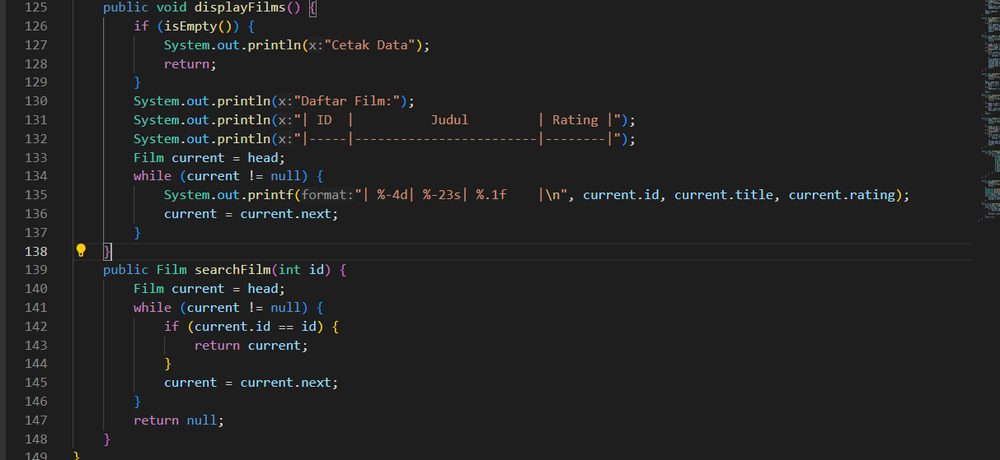 125 public void displayFilms() {
126 if (isEmpty()) {
127 System.out.println(x:"Cetak Data");
128 return;
129 }
130 System.out.println(x:"Daftar Film:");
131 System.out.println(x:"| ID  |          Judul         | Rating |");
132 System.out.println(x:"|-----|------------------------|--------|");
133 Film current = head;
134 while (current != null) {
135 System.out.printf(format:"| %-4d| %-23s| %.1f    |\n", current.id, current.title, current.rating);
136 current = current.next;
137 }
138 }
139 public Film searchFilm(int id) {
140 Film current = head;
141 while (current != null) {
142 if (current.id == id) {
143 return current;
144 }
145 current = current.next;
146 }
147 return null;
148 }
149 }